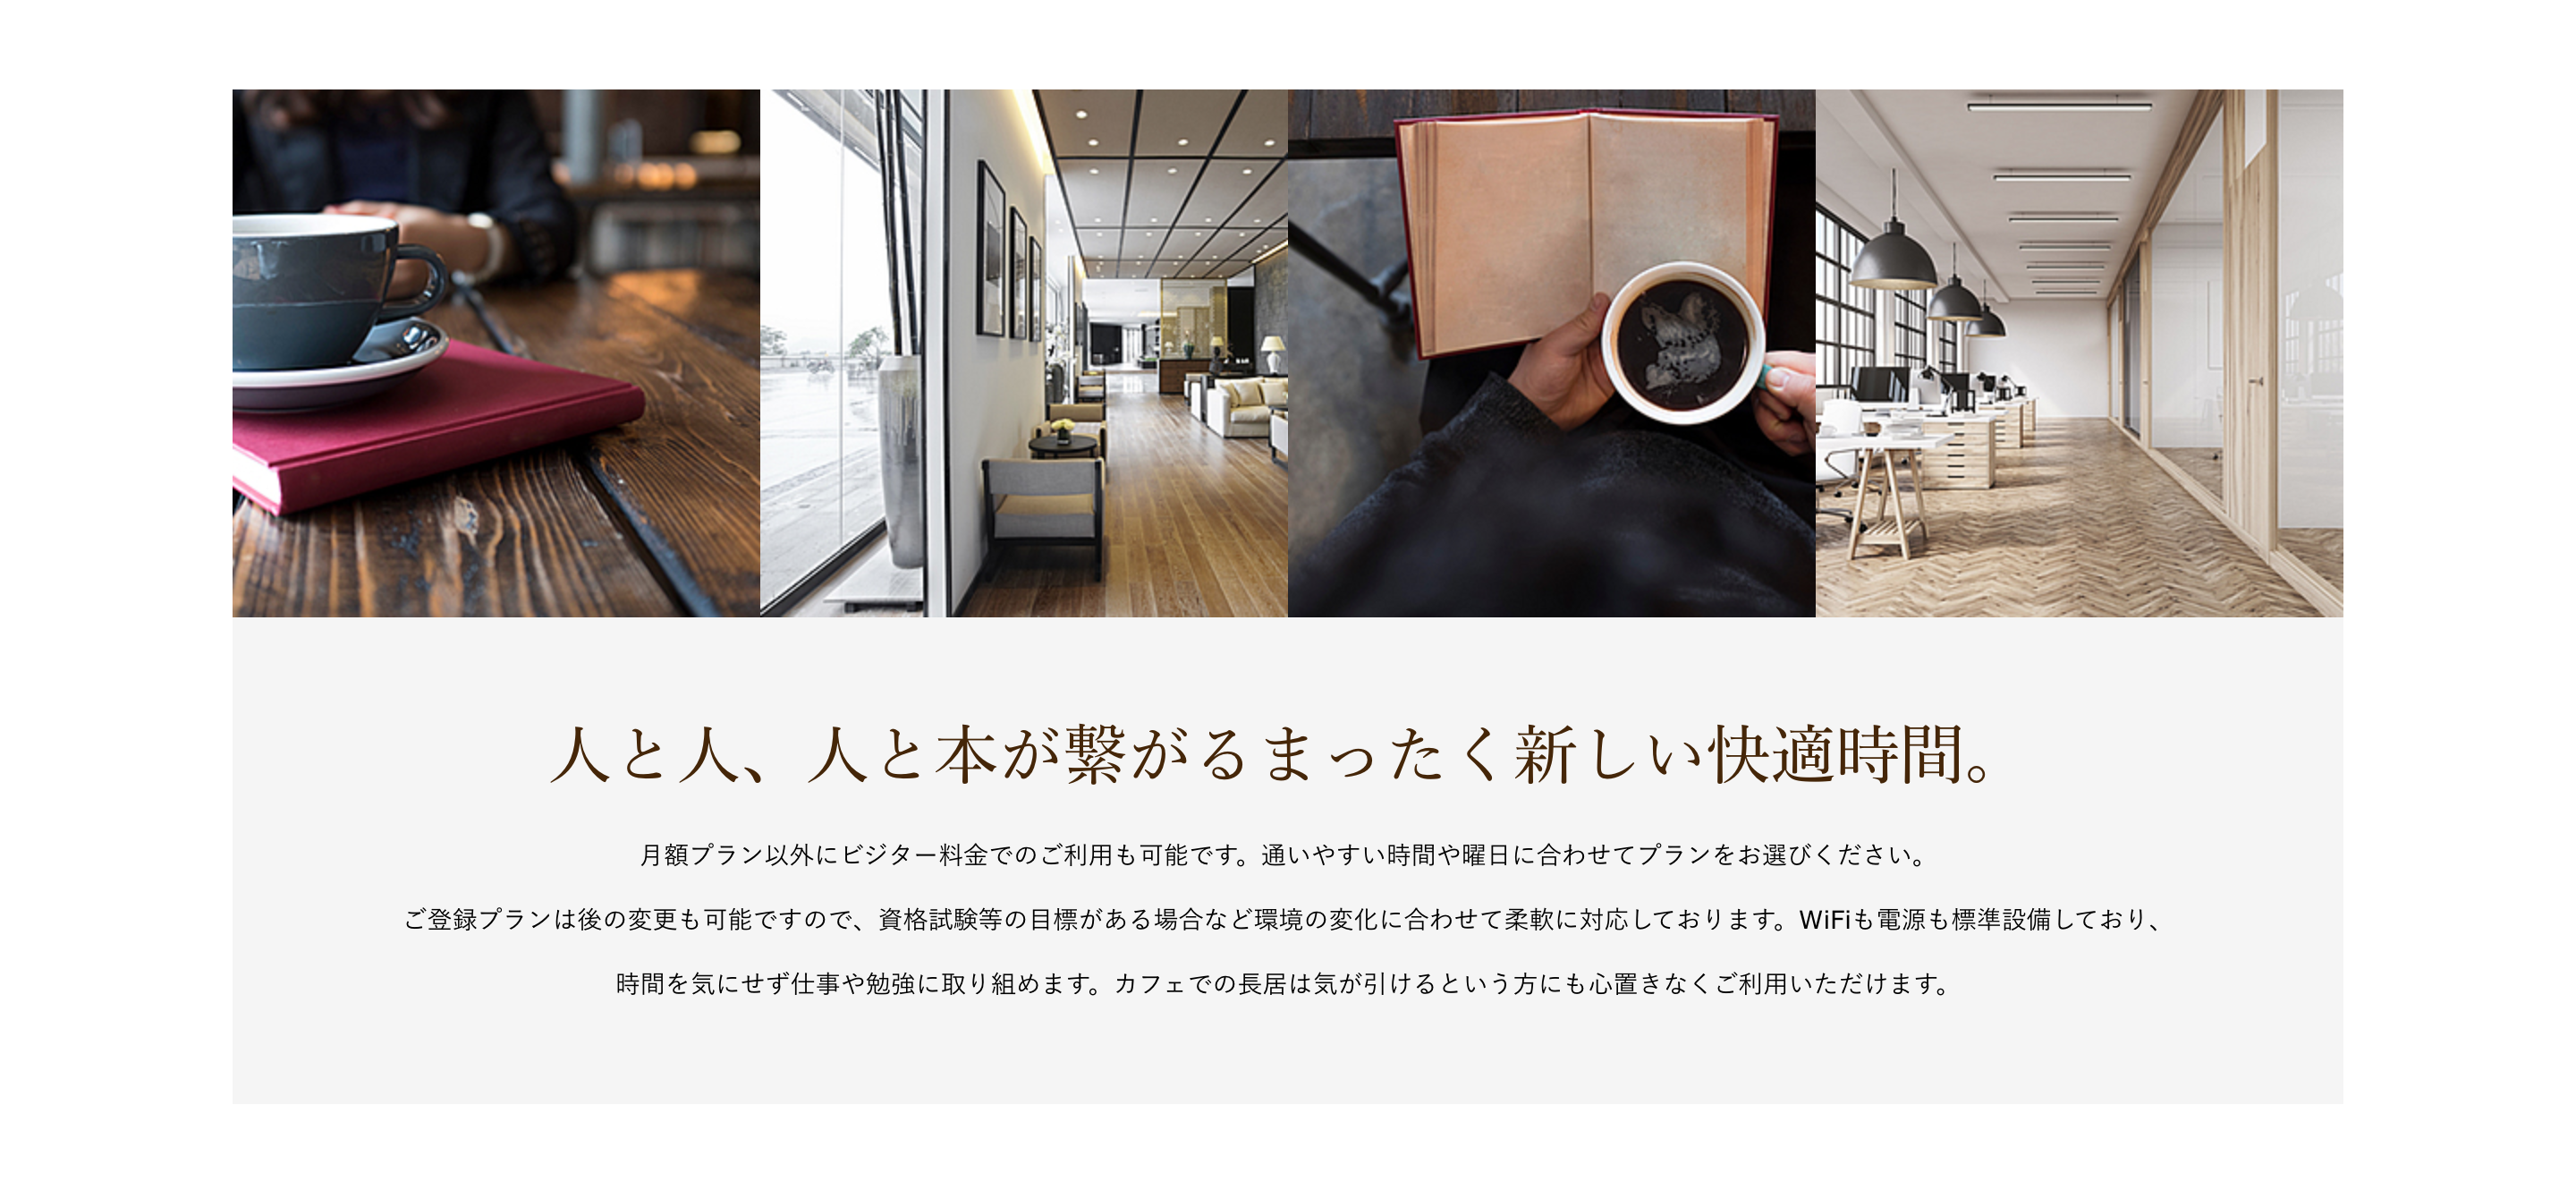 人と人、人と本が繋がるまったく新しい快適時間。
月額プラン以外にビジター料金でのご利用も可能です。通いやすい時間や曜日に合わせてプランをお選びください。
ご登録プランは後の変更も可能ですので、資格試験等の目標がある場合など環境の変化に合わせて柔軟に対応しております。WiFiも電源も標準設備しており、
時間を気にせず仕事や勉強に取り組めます。カフェでの長居は気が引けるという方にも心置きなくご利用いただけます。